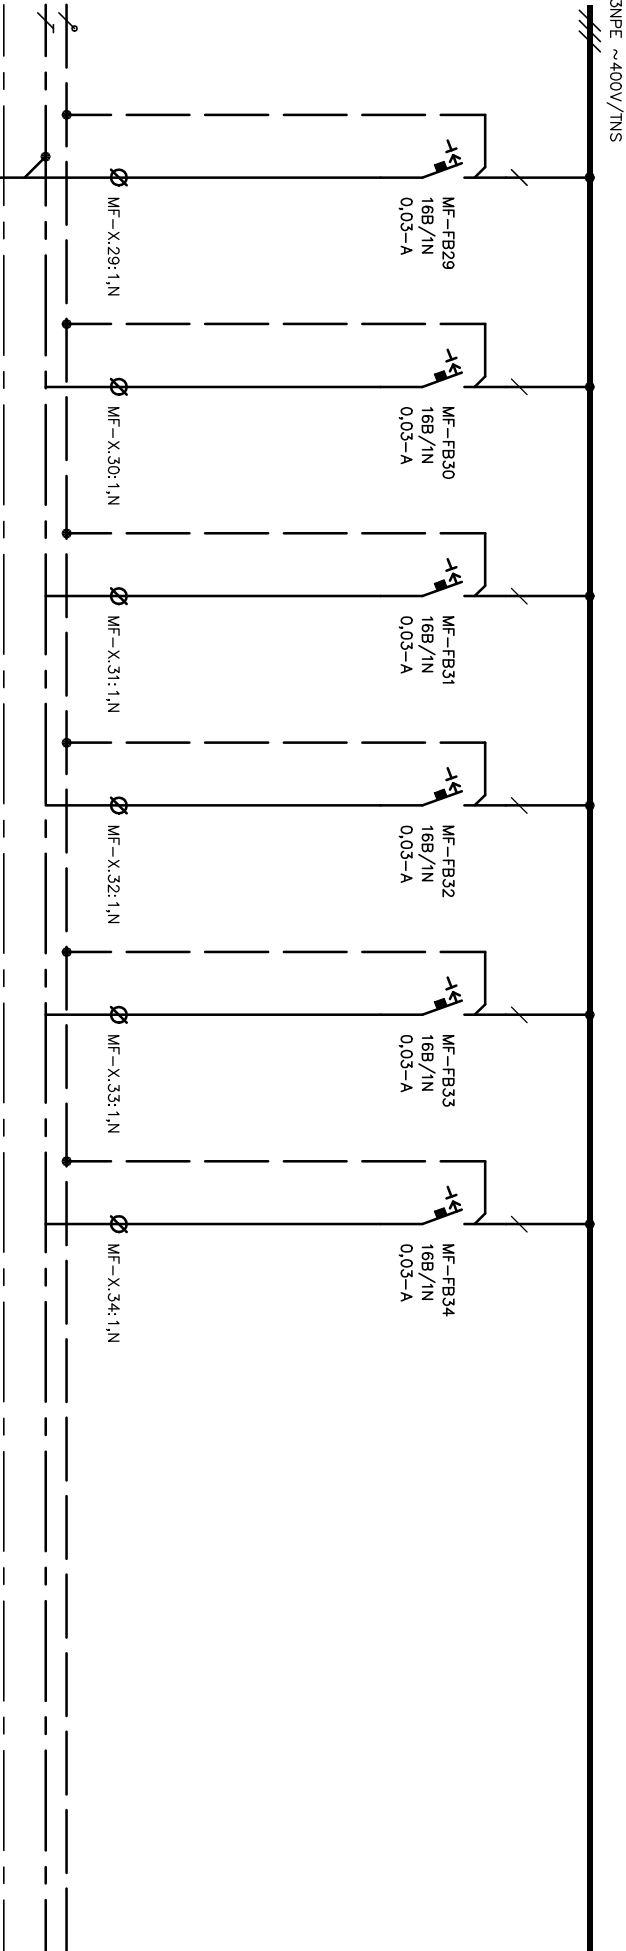 3NPE ~400V/TNS
MF-FB29
16B/1N
0,03-A
MF-X.29:1,N
MF-FB30
16B/1N
0,03-A
MF-X.30:1,N
MF-FB31
16B/1N
0,03-A
MF-X.31:1,N
MF-FB32
16B/1N
0,03-A
MF-X.32:1,N
MF-FB33
16B/1N
0,03-A
MF-X.33:1,N
MF-FB34
16B/1N
0,03-A
MF-X.34:1,N